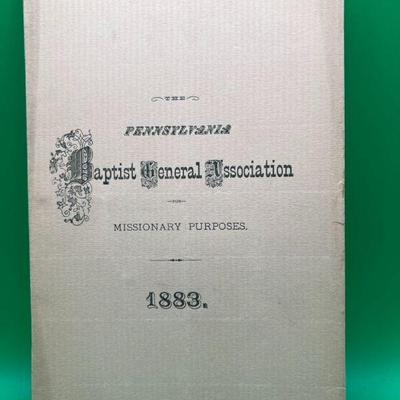 THE
PENNSYLVANIA
Baptist General Association
FOR
MISSIONARY PURPOSES.
1883.